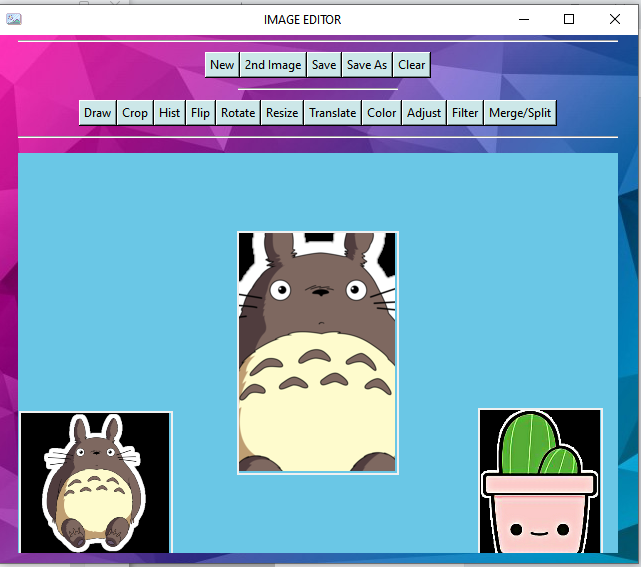 IMAGE EDITOR
New 2nd Image Save Save As Clear
Draw Crop Hist Flip Rotate Resize Translate Color Adjust Filter Merge/Split